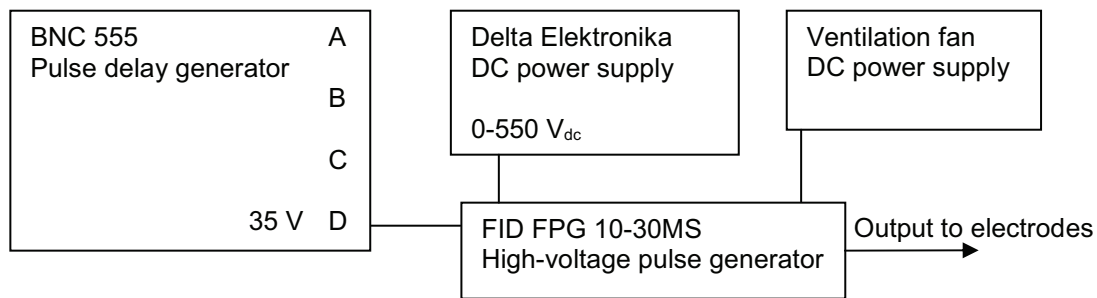 BNC 555
Pulse delay generator
A
B
C
35 V D
Delta Elektronika
DC power supply
0-550 Vdc
Ventilation fan
DC power supply
FID FPG 10-30MS
High-voltage pulse generator
Output to electrodes